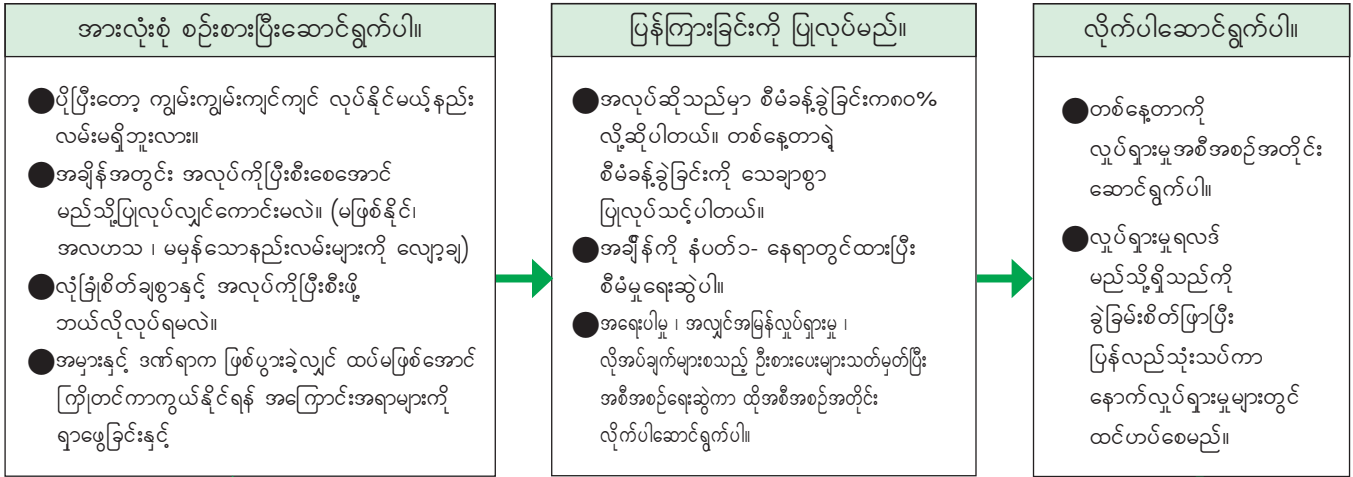 အားလုံးစုံ စဉ်းစားပြီးဆောင်ရွက်ပါ။
●ပိုပြီးတော့ ကျွမ်းကျွမ်းကျင်ကျင် လုပ်နိုင်မယ့်နည်း
လမ်းမရှိဘူးလား။
●အချိန်အတွင်း အလုပ်ကိုပြီးစီးစေအောင်
မည်သို့ပြုလုပ်လျှင်ကောင်းမလဲ။ (မဖြစ်နိုင်၊
အလဟသ ၊ မမှန်သောနည်းလမ်းများကို လျော့ချ)
●လုံခြုံစိတ်ချစွာနှင့် အလုပ်ကိုပြီးစီးဖို့
ဘယ်လိုလုပ်ရမလဲ။
●အမှားနှင့် ဒဏ်ရာက ဖြစ်ပွားခဲ့လျှင် ထပ်မဖြစ်အောင်
ကြိုတင်ကာကွယ်နိုင်ရန် အကြောင်းအရာများကို
ရှာဖွေခြင်းနှင့်
ပြန်ကြားခြင်းကို ပြုလုပ်မည်။
●အလုပ်ဆိုသည်မှာ စီမံခန့်ခွဲခြင်းက၈၀%
လို့ဆိုပါတယ်။ တစ်နေ့တာရဲ့
စီမံခန့်ခွဲခြင်းကို သေချာစွာ
ပြုလုပ်သင့်ပါတယ်။
●အချိန်ကို နံပတ်၁- နေရာတွင်ထားပြီး
စီမံမှုရေးဆွဲပါ။
●အရေးပါမှု ၊ အလျှင်အမြန်လှုပ်ရှားမှု ၊
လိုအပ်ချက်များစသည့် ဦးစားပေးများသတ်မှတ်ပြီး
အစီအစဉ်ရေးဆွဲကာ ထိုအစီအစဉ်အတိုင်း
လိုက်ပါဆောင်ရွက်ပါ။
လိုက်ပါဆောင်ရွက်ပါ။
●တစ်နေ့တာကို
လှုပ်ရှားမှုအစီအစဉ်အတိုင်း
ဆောင်ရွက်ပါ။
●လှုပ်ရှားမှုရလဒ်
မည်သို့ရှိသည်ကို
ခွဲခြမ်းစိတ်ဖြာပြီး
ပြန်လည်သုံးသပ်ကာ
နောက်လှုပ်ရှားမှုများတွင်
ထင်ဟပ်စေမည်။